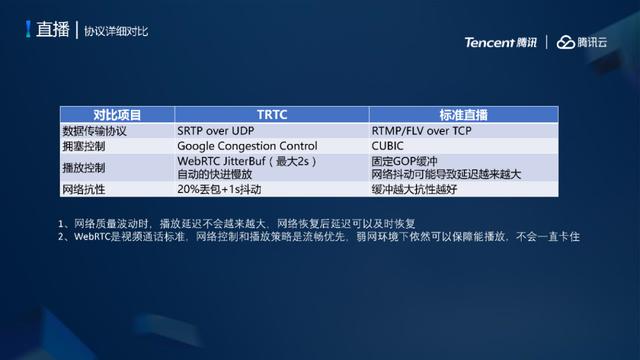 直播 | 协议详细对比
Tencent 腾讯 | 腾讯云
对比项目 TRTC 标准直播
数据传输协议 SRTP over UDP RTMP/FLV over TCP
拥塞控制 Google Congestion Control CUBIC
播放控制 WebRTC JitterBuf（最大2s） 固定GOP缓冲
自动的快进慢放 网络抖动可能导致延迟越来越大
网络抗性 20%丢包+1s抖动 缓冲越大抗性越好
1、网络质量波动时，播放延迟不会越来越大，网络恢复后延迟可以及时恢复
2、WebRTC是视频通话标准，网络控制和播放策略是流畅优先，弱网环境下依然可以保障能播放，不会一直卡住